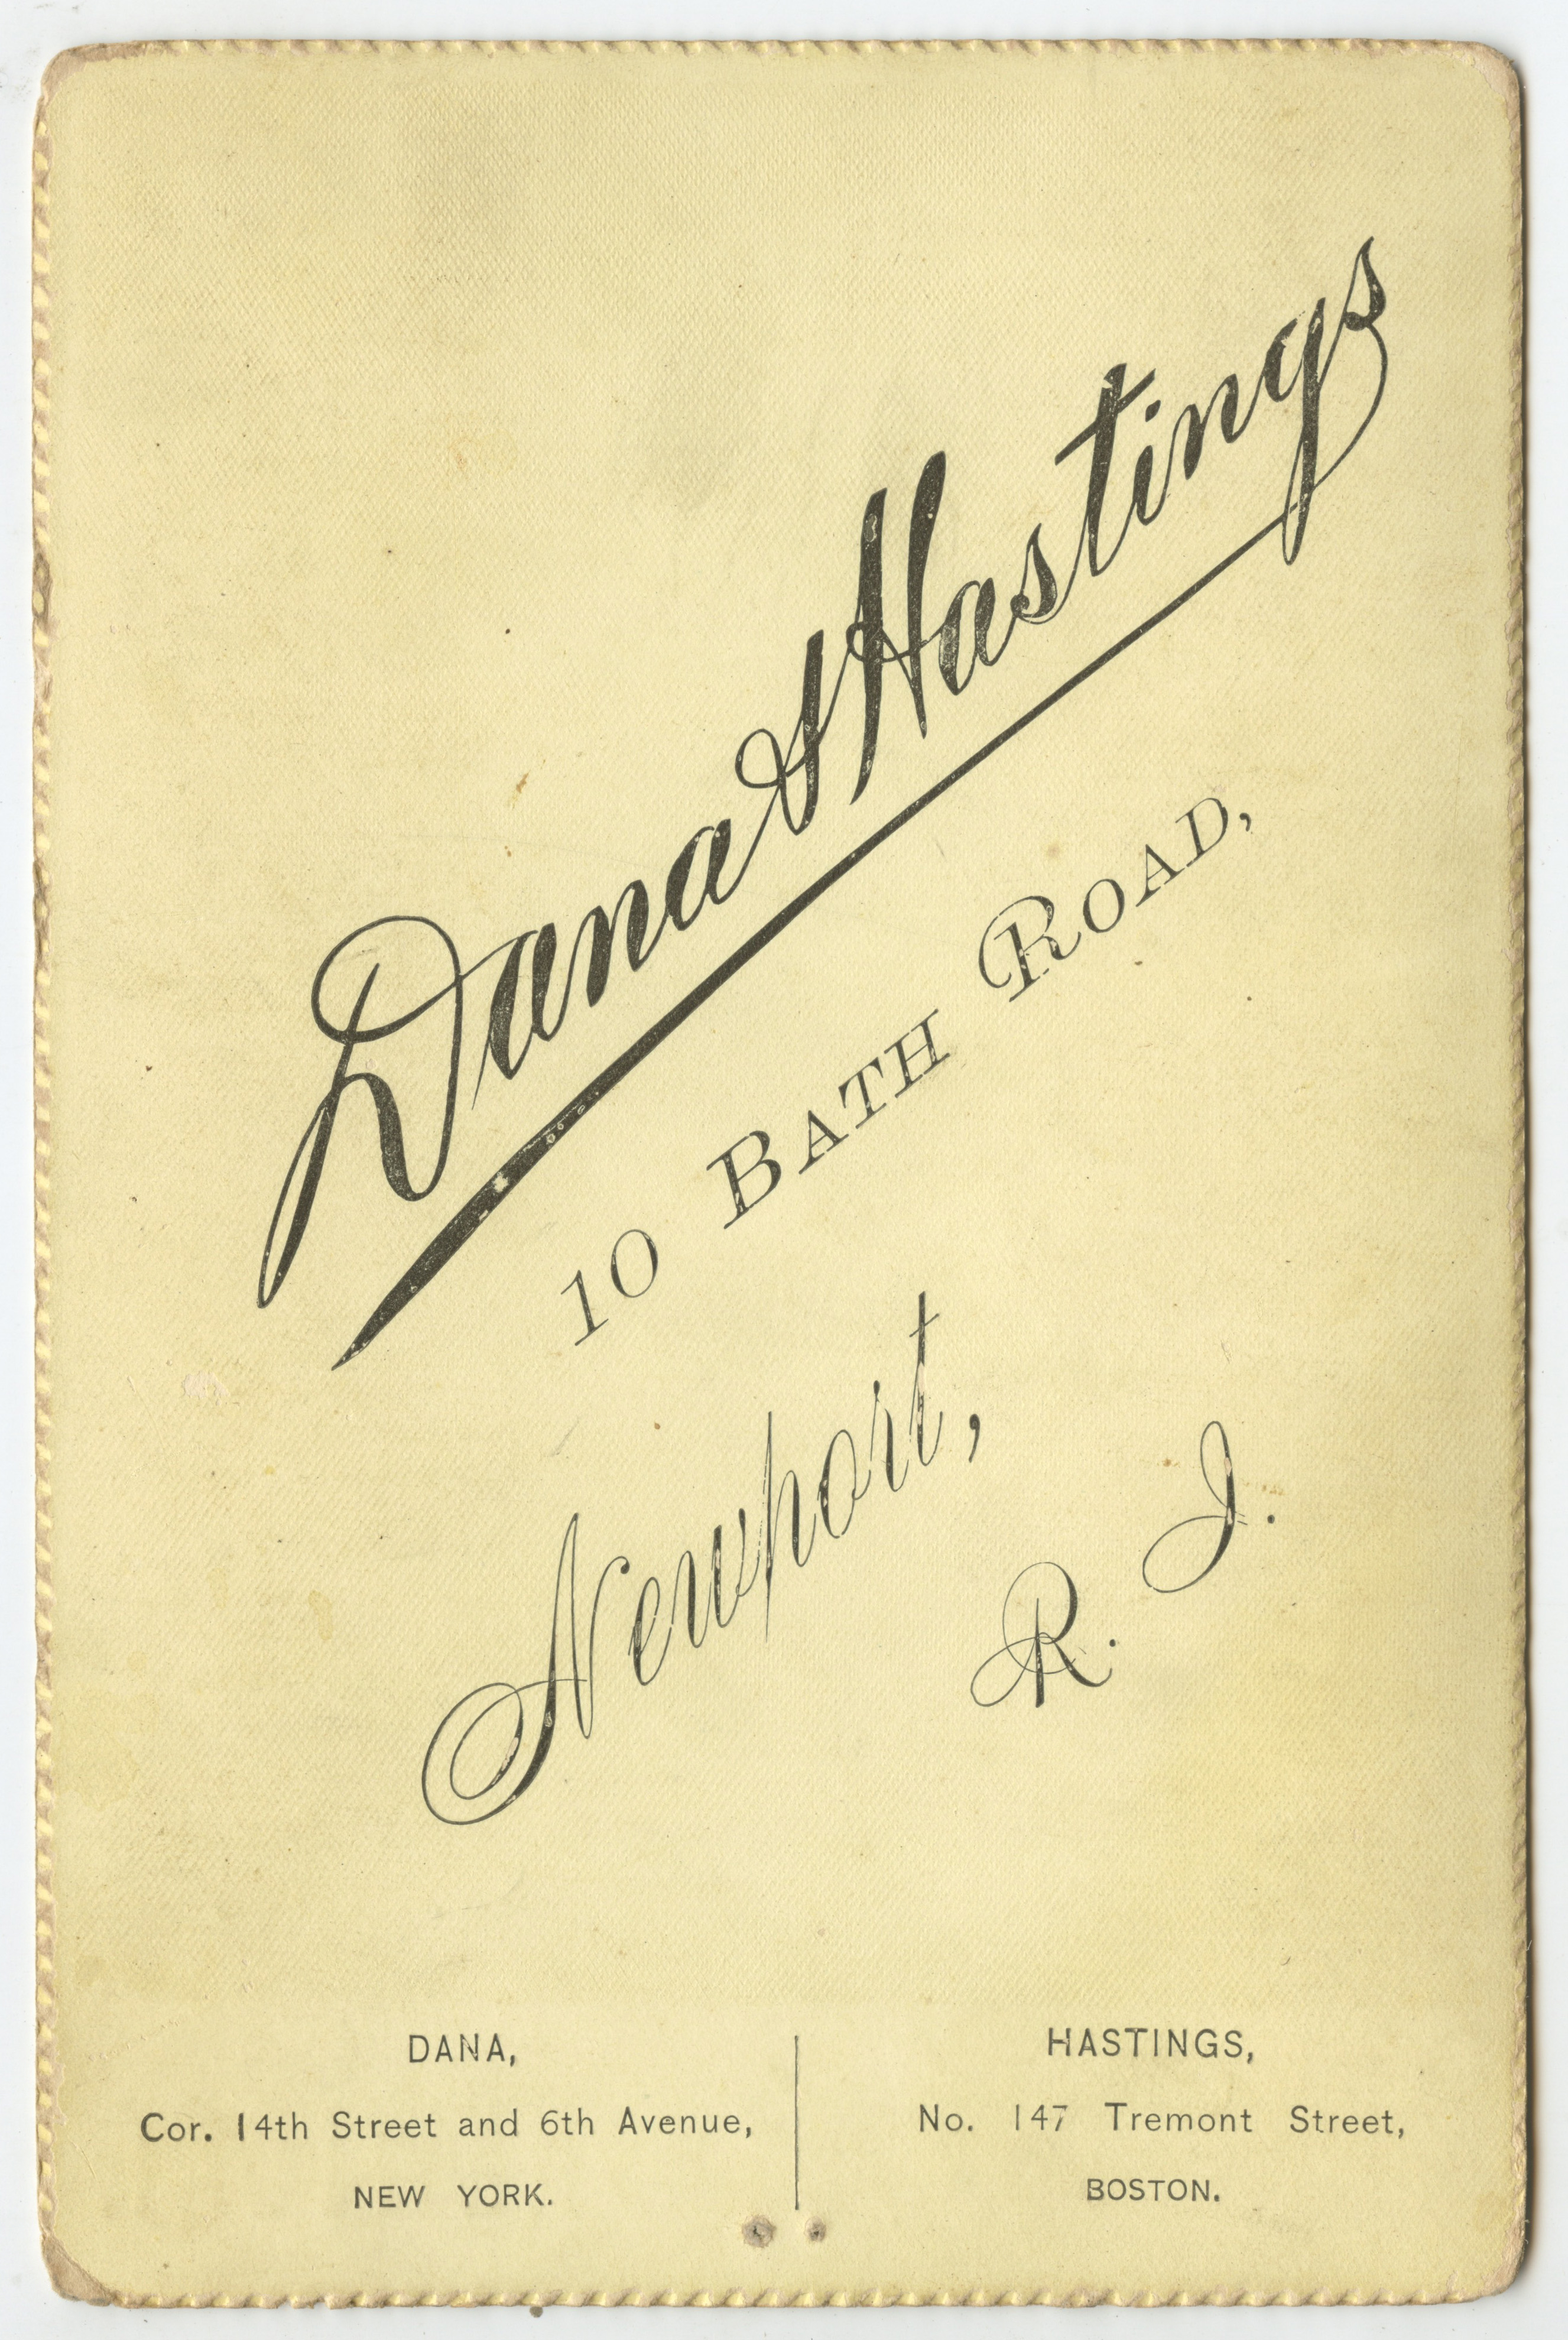 Dana & Hastings
10 BATH ROAD,
Newport,
R. I.
DANA,
Cor. 14th Street and 6th Avenue,
NEW YORK.
HASTINGS,
No. 147 Tremont Street,
BOSTON.